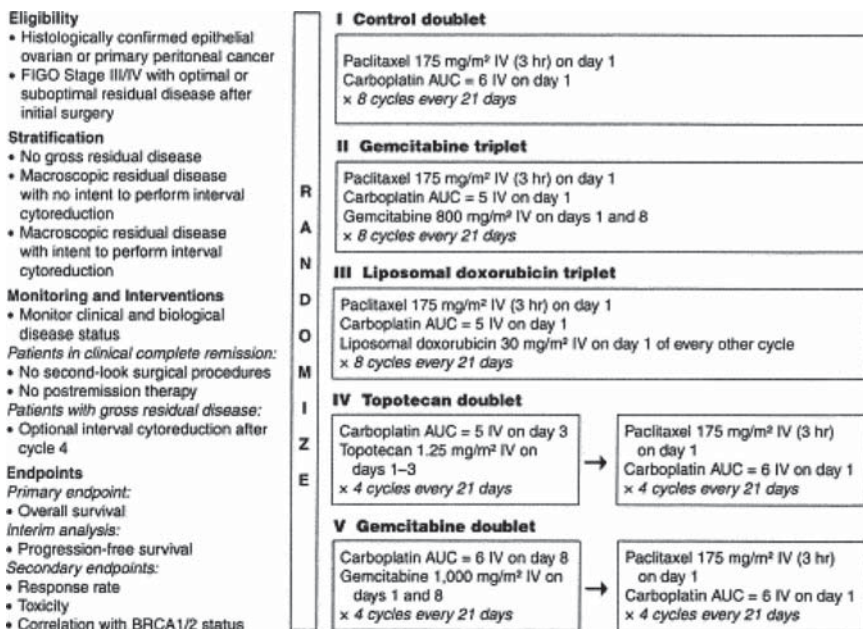 Eligibility
• Histologically confirmed epithelial
ovarian or primary peritoneal cancer
• FIGO Stage III/IV with optimal or
suboptimal residual disease after
initial surgery
Stratification
• No gross residual disease
• Macroscopic residual disease
with no intent to perform interval
cytoreduction
• Macroscopic residual disease
with intent to perform interval
cytoreduction
Monitoring and Interventions
• Monitor clinical and biological
disease status
Patients in clinical complete remission:
• No second-look surgical procedures
• No postremission therapy
Patients with gross residual disease:
• Optional interval cytoreduction after
cycle 4
Endpoints
Primary endpoint:
• Overall survival
Interim analysis:
• Progression-free survival
Secondary endpoints:
• Response rate
• Toxicity
• Correlation with BRCA1/2 status
R
A
N
D
O
M
I
Z
E
I Control doublet
Paclitaxel 175 mg/m² IV (3 hr) on day 1
Carboplatin AUC = 6 IV on day 1
× 8 cycles every 21 days
II Gemcitabine triplet
Paclitaxel 175 mg/m² IV (3 hr) on day 1
Carboplatin AUC = 5 IV on day 1
Gemcitabine 800 mg/m² IV on days 1 and 8
× 8 cycles every 21 days
III Liposomal doxorubicin triplet
Paclitaxel 175 mg/m² IV (3 hr) on day 1
Carboplatin AUC = 5 IV on day 1
Liposomal doxorubicin 30 mg/m² IV on day 1 of every other cycle
× 8 cycles every 21 days
IV Topotecan doublet
Carboplatin AUC = 5 IV on day 3
Topotecan 1.25 mg/m² IV on
days 1–3
× 4 cycles every 21 days
→
Paclitaxel 175 mg/m² IV (3 hr)
on day 1
Carboplatin AUC = 6 IV on day 1
× 4 cycles every 21 days
V Gemcitabine doublet
Carboplatin AUC = 6 IV on day 8
Gemcitabine 1,000 mg/m² IV on
days 1 and 8
× 4 cycles every 21 days
→
Paclitaxel 175 mg/m² IV (3 hr)
on day 1
Carboplatin AUC = 6 IV on day 1
× 4 cycles every 21 days